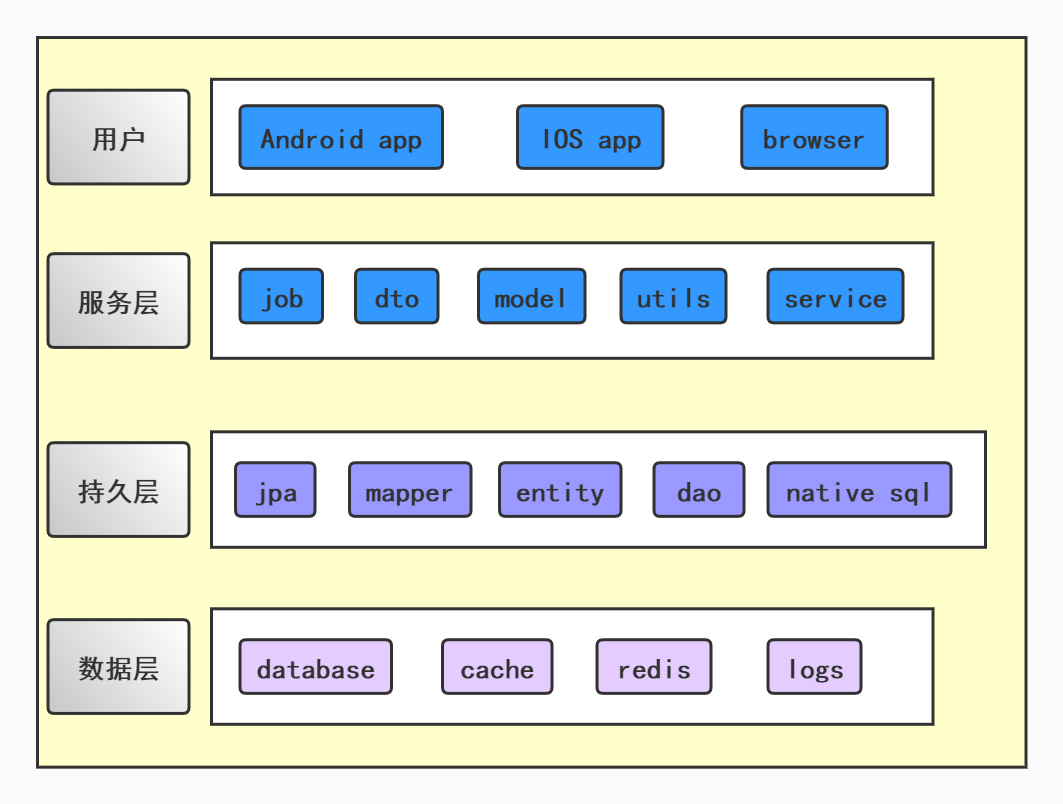 用户
Android app
IOS app
browser
服务层
job
dto
model
utils
service
持久层
jpa
mapper
entity
dao
native sql
数据层
database
cache
redis
logs